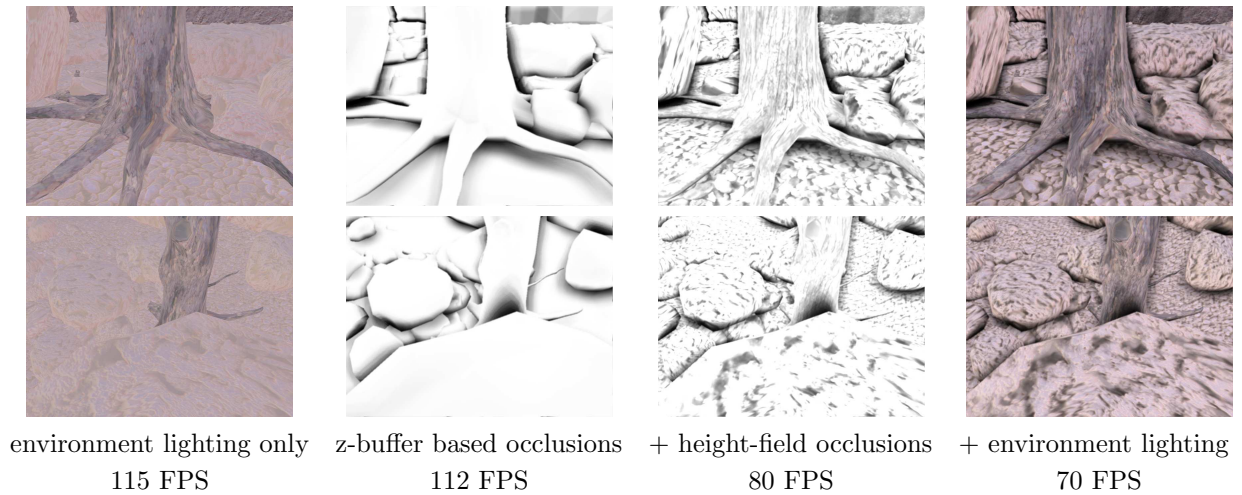 environment lighting only
115 FPS
z-buffer based occlusions
112 FPS
+ height-field occlusions
80 FPS
+ environment lighting
70 FPS